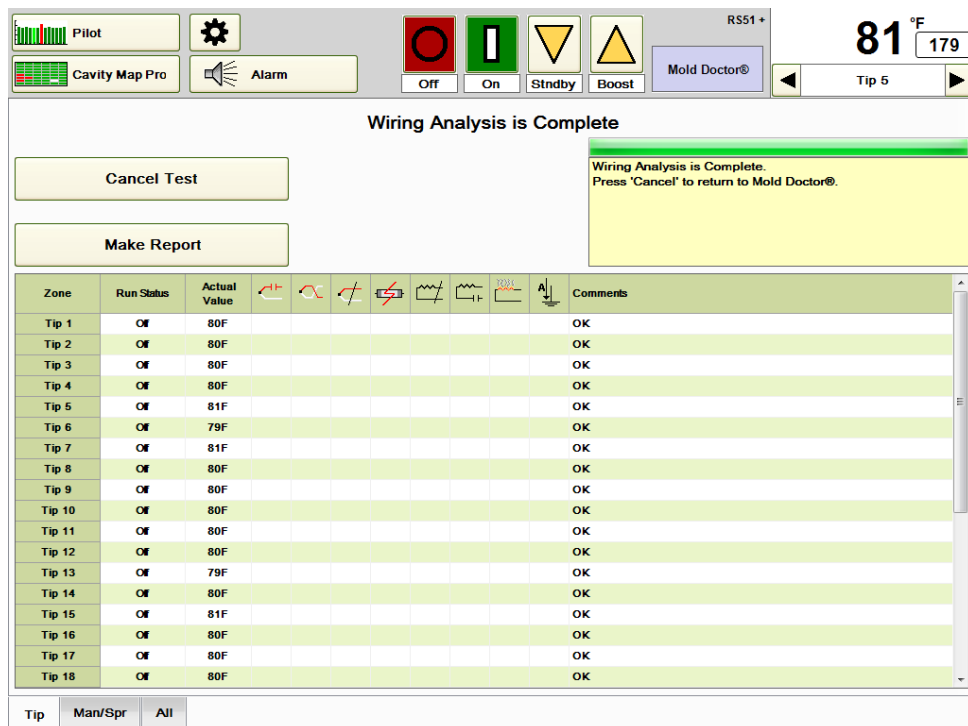 Pilot
Cavity Map Pro
Alarm
Off
On
Stndby
Boost
RS51 +
Mold Doctor®
81 °F
179
Tip 5
Wiring Analysis is Complete
Cancel Test
Make Report
Wiring Analysis is Complete.
Press 'Cancel' to return to Mold Doctor®.
Zone Run Status Actual Value A Comments
Tip 1 Off 80F OK
Tip 2 Off 80F OK
Tip 3 Off 80F OK
Tip 4 Off 80F OK
Tip 5 Off 81F OK
Tip 6 Off 79F OK
Tip 7 Off 81F OK
Tip 8 Off 80F OK
Tip 9 Off 80F OK
Tip 10 Off 80F OK
Tip 11 Off 80F OK
Tip 12 Off 80F OK
Tip 13 Off 79F OK
Tip 14 Off 80F OK
Tip 15 Off 81F OK
Tip 16 Off 80F OK
Tip 17 Off 80F OK
Tip 18 Off 80F OK
Tip Man/Spr All